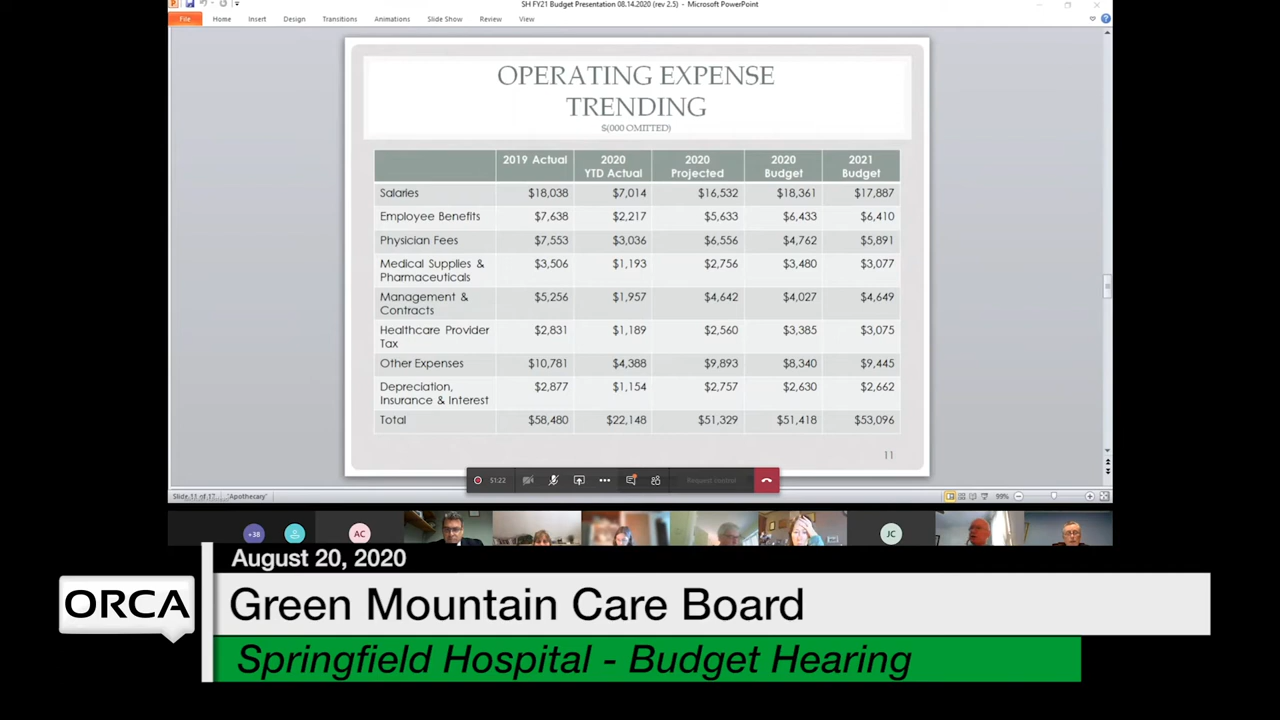 SH FY21 Budget Presentation 08.14.2020 (rev 2.5) - Microsoft PowerPoint
File Home Insert Design Transitions Animations Slide Show Review View
OPERATING EXPENSE
TRENDING
$(000 OMITTED)
2019 Actual 2020 YTD Actual 2020 Projected 2020 Budget 2021 Budget
Salaries $18,038 $7,014 $16,532 $18,361 $17,887
Employee Benefits $7,638 $2,217 $5,633 $6,433 $6,410
Physician Fees $7,553 $3,036 $6,556 $4,762 $5,891
Medical Supplies & Pharmaceuticals $3,506 $1,193 $2,756 $3,480 $3,077
Management & Contracts $5,256 $1,957 $4,642 $4,027 $4,649
Healthcare Provider Tax $2,831 $1,189 $2,560 $3,385 $3,075
Other Expenses $10,781 $4,388 $9,893 $8,340 $9,445
Depreciation, Insurance & Interest $2,877 $1,154 $2,757 $2,630 $2,662
Total $58,480 $22,148 $51,329 $51,418 $53,096
11
51:22 Request control
Slide 11 of 17 "Apothecary" 99%
+38 AC JC
August 20, 2020
ORCA
Green Mountain Care Board
Springfield Hospital - Budget Hearing